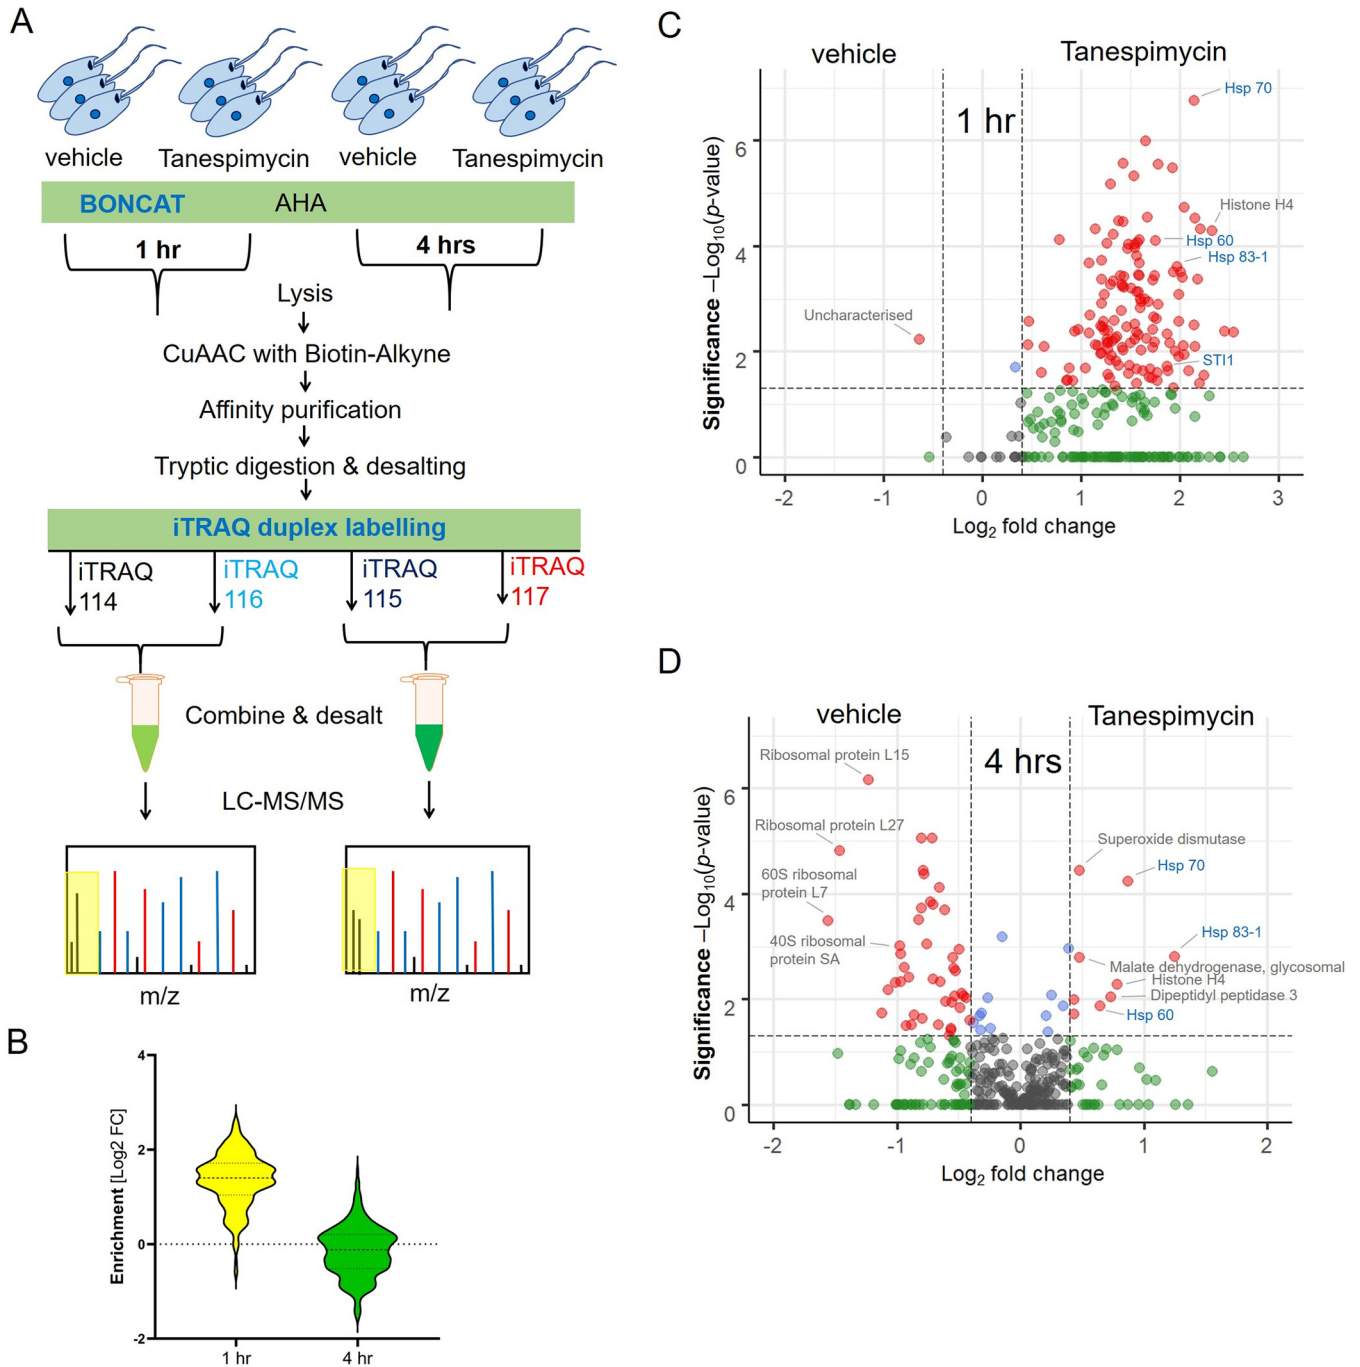 A
vehicle
Tanespimycin
vehicle
Tanespimycin
BONCAT
AHA
1 hr
4 hrs
Lysis
CuAAC with Biotin-Alkyne
Affinity purification
Tryptic digestion & desalting
iTRAQ duplex labelling
iTRAQ
114
iTRAQ
116
iTRAQ
115
iTRAQ
117
Combine & desalt
LC-MS/MS
m/z
m/z
B
Enrichment [Log2 FC]
4
2
0
-2
1 hr
4 hr
C
vehicle
Tanespimycin
1 hr
Hsp 70
Histone H4
Hsp 60
Hsp 83-1
Uncharacterised
STI1
Significance –Log10(p-value)
6
4
2
0
-2
-1
0
1
2
3
Log2 fold change
D
vehicle
Tanespimycin
4 hrs
Ribosomal protein L15
Ribosomal protein L27
60S ribosomal
protein L7
40S ribosomal
protein SA
Superoxide dismutase
Hsp 70
Hsp 83-1
Malate dehydrogenase, glycosomal
Histone H4
Dipeptidyl peptidase 3
Hsp 60
Significance –Log10(p-value)
6
4
2
0
-2
-1
0
1
2
Log2 fold change